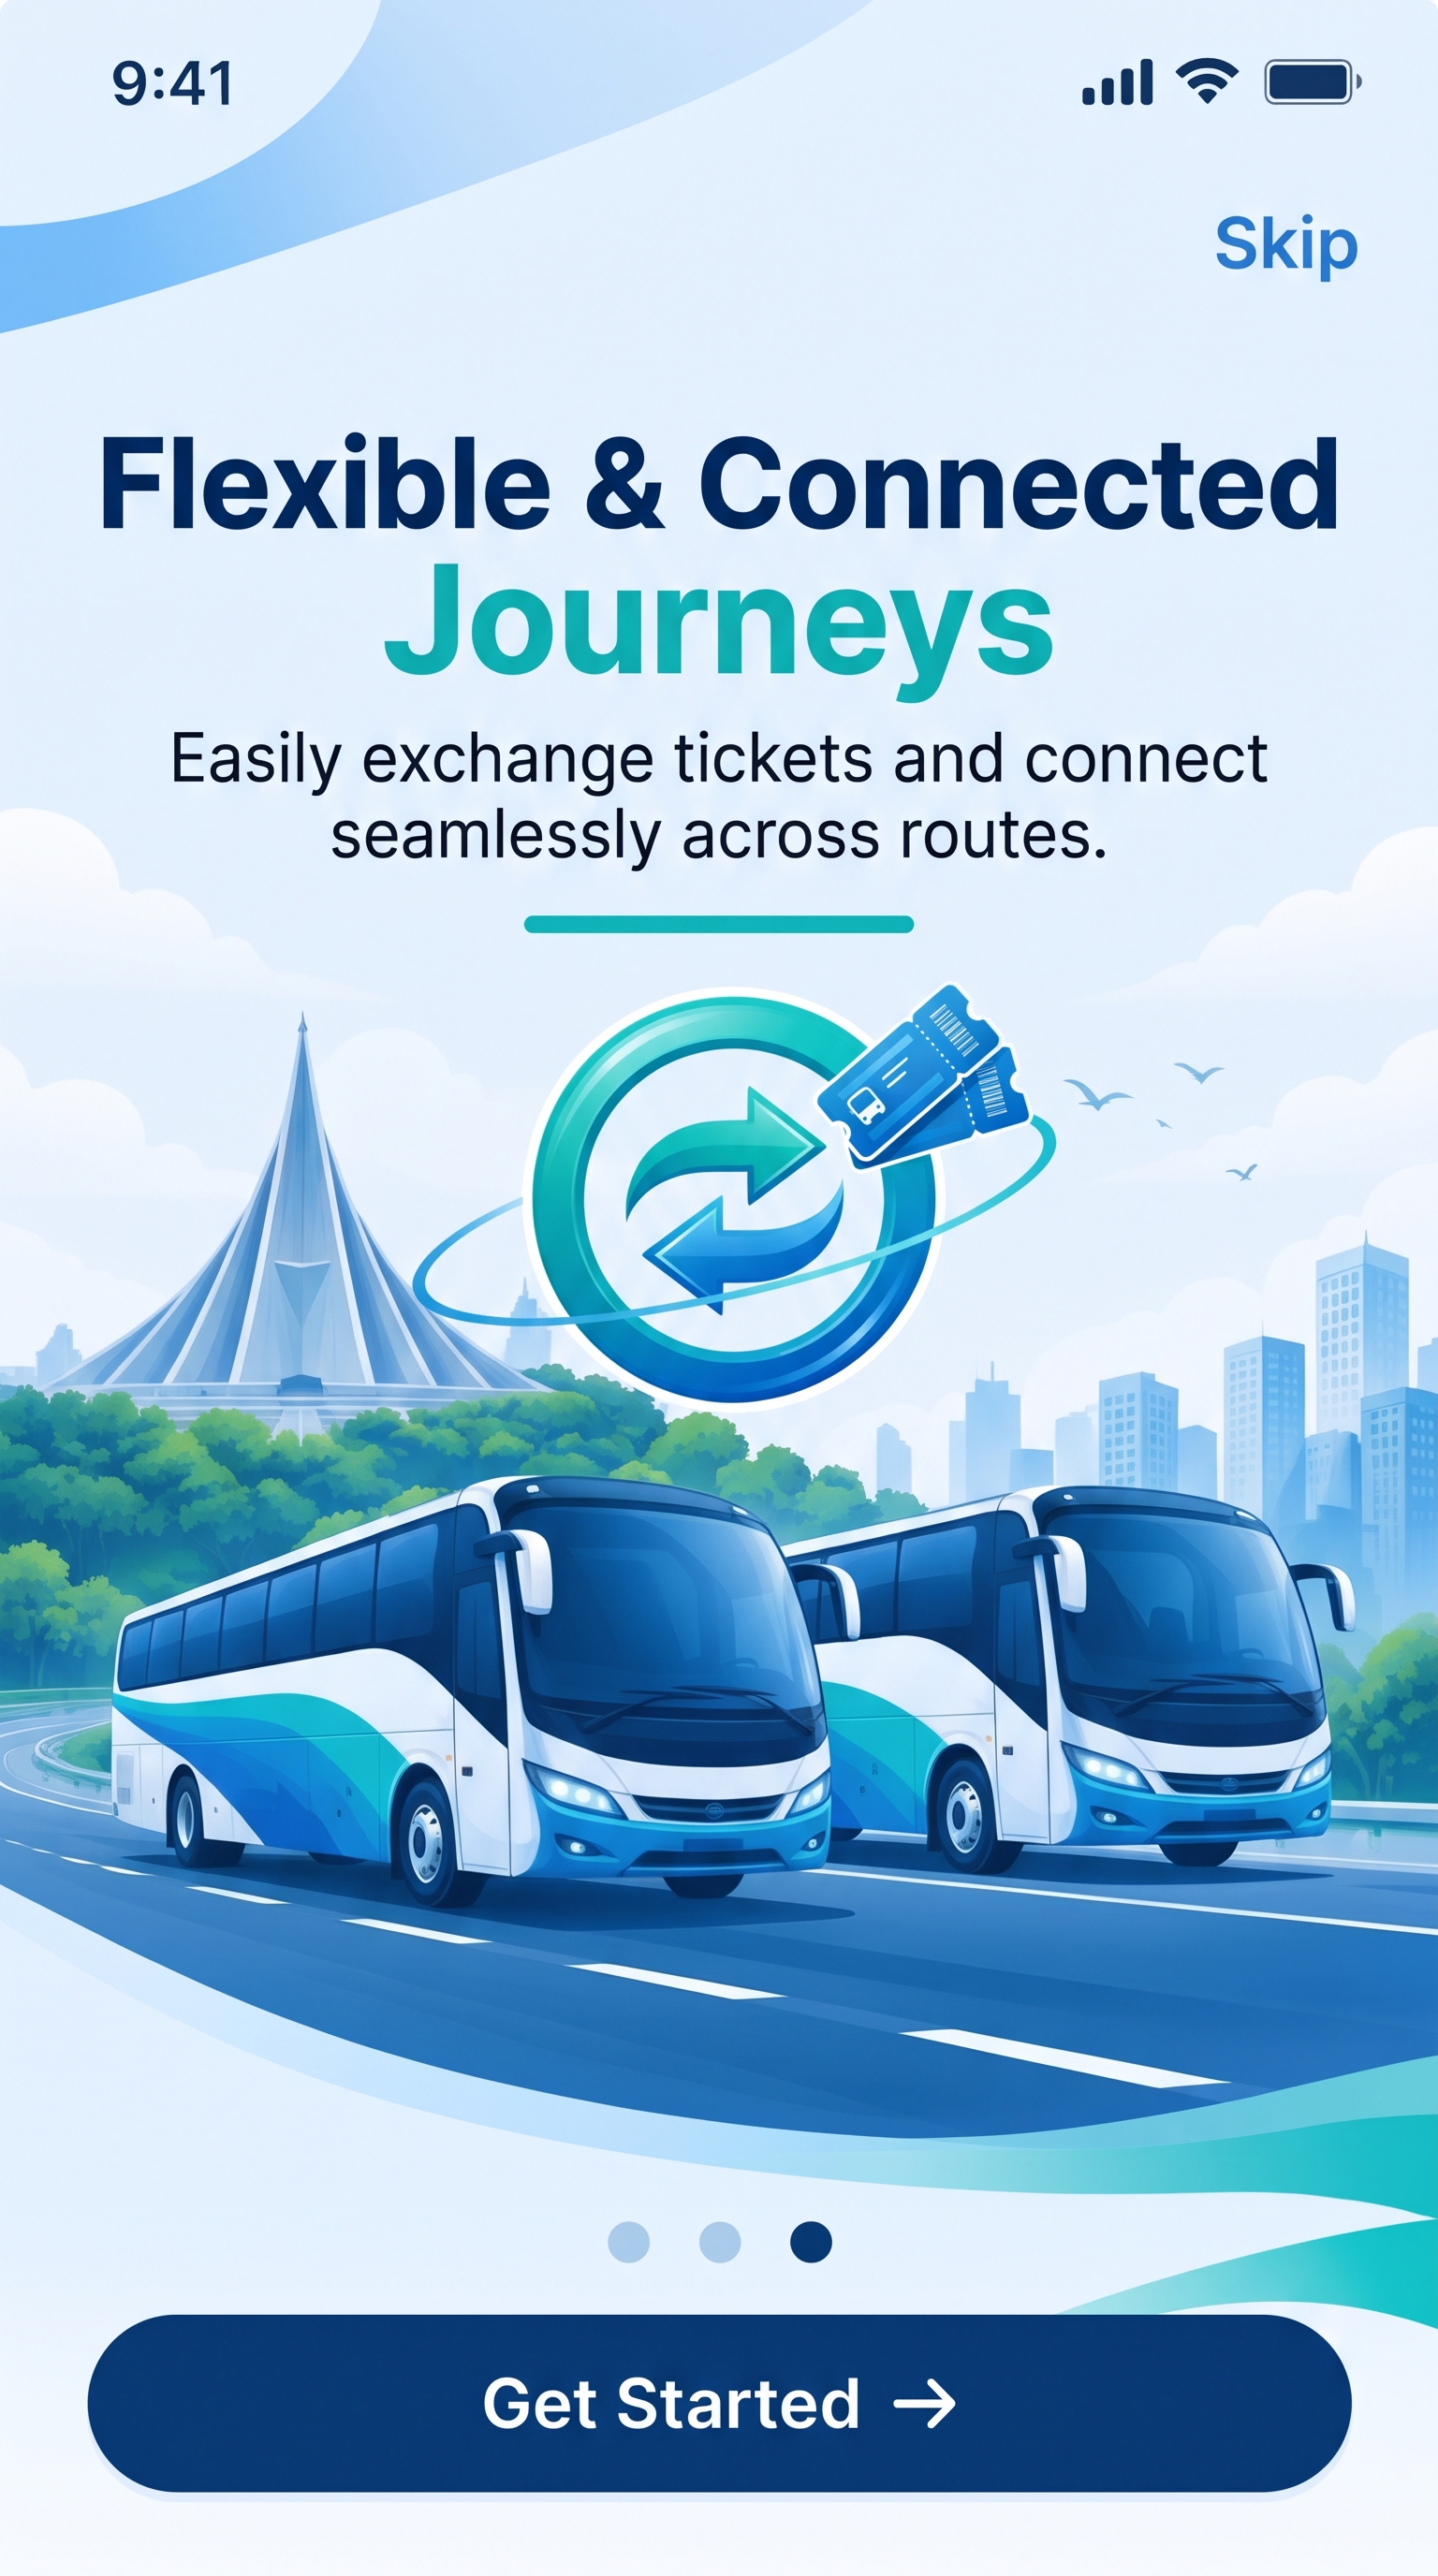 9:41
Skip
Flexible & Connected
Journeys
Easily exchange tickets and connect
seamlessly across routes.
Get Started →